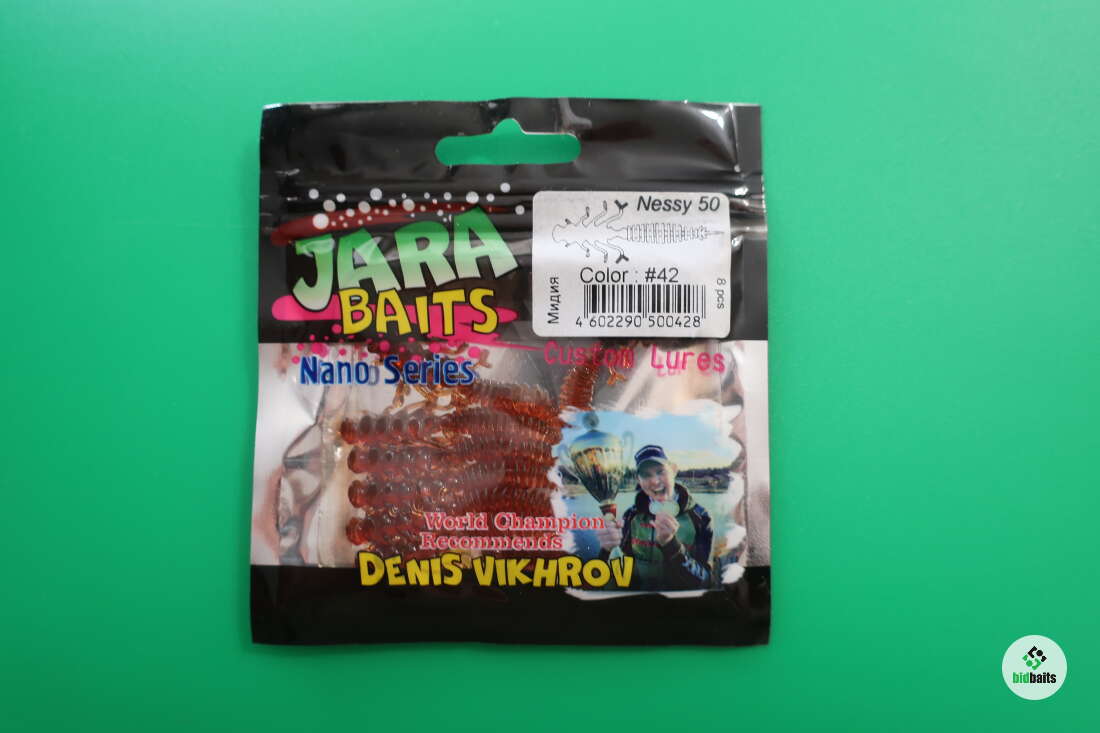 JARA
BAITS
Nano Series
Nessy 50
Color : #42
Мидия
8 pcs
4 602290 500428
Custom Lures
World Champion
Recommends
DENIS VIKHROV
bidbaits